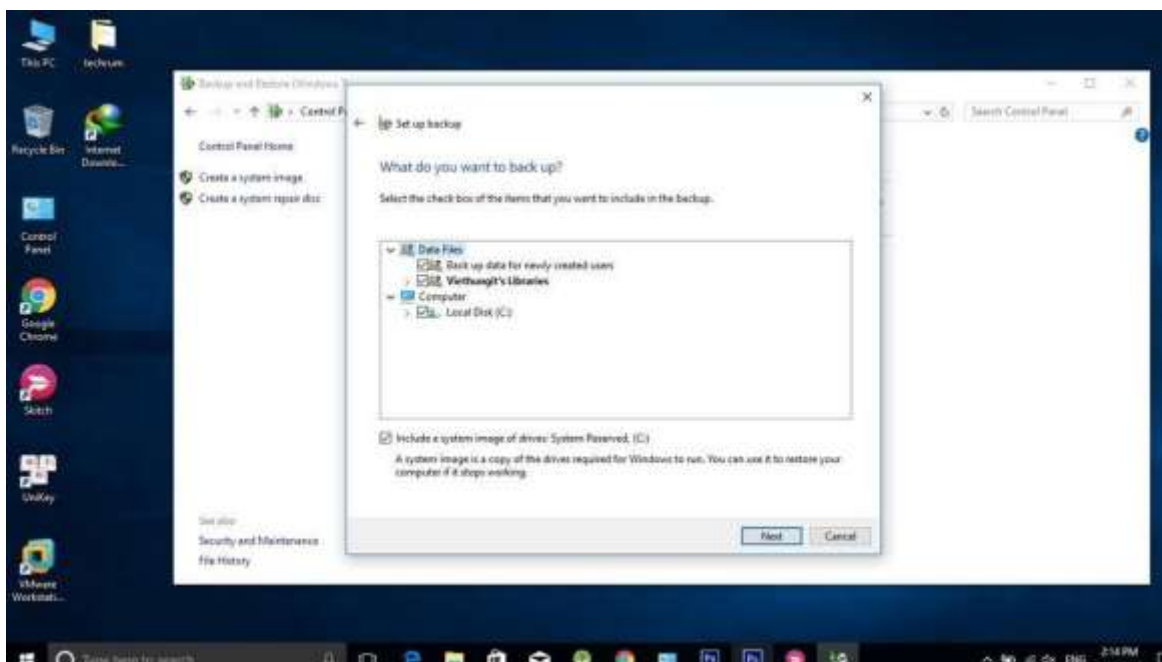 This PC
techrum
Recycle Bin
Internet
Downlo...
Control
Panel
Google
Chrome
Skitch
UniKey
VMware
Workstati...
Backup and Restore (Windows
Control P
Search Control Panel
Control Panel Home
Create a system image
Create a system repair disc
See also
Security and Maintenance
File History
Set up backup
What do you want to back up?
Select the check box of the items that you want to include in the backup.
Data Files
Back up data for newly created users
Viethungit's Libraries
Computer
Local Disk (C:)
Include a system image of drives: System Reserved, (C:)
A system image is a copy of the drives required for Windows to run. You can use it to restore your
computer if it stops working.
Next
Cancel
Type here to search
ENG
2:14 PM